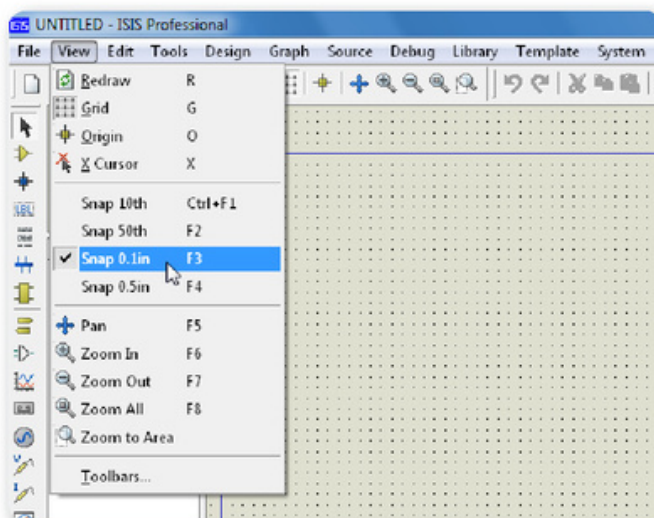 ISIS UNTITLED - ISIS Professional
File View Edit Tools Design Graph Source Debug Library Template System
Redraw R
Grid G
Origin O
X Cursor X
Snap 10th Ctrl+F1
Snap 50th F2
Snap 0.1in F3
Snap 0.5in F4
Pan F5
Zoom In F6
Zoom Out F7
Zoom All F8
Zoom to Area
Toolbars...
LBL